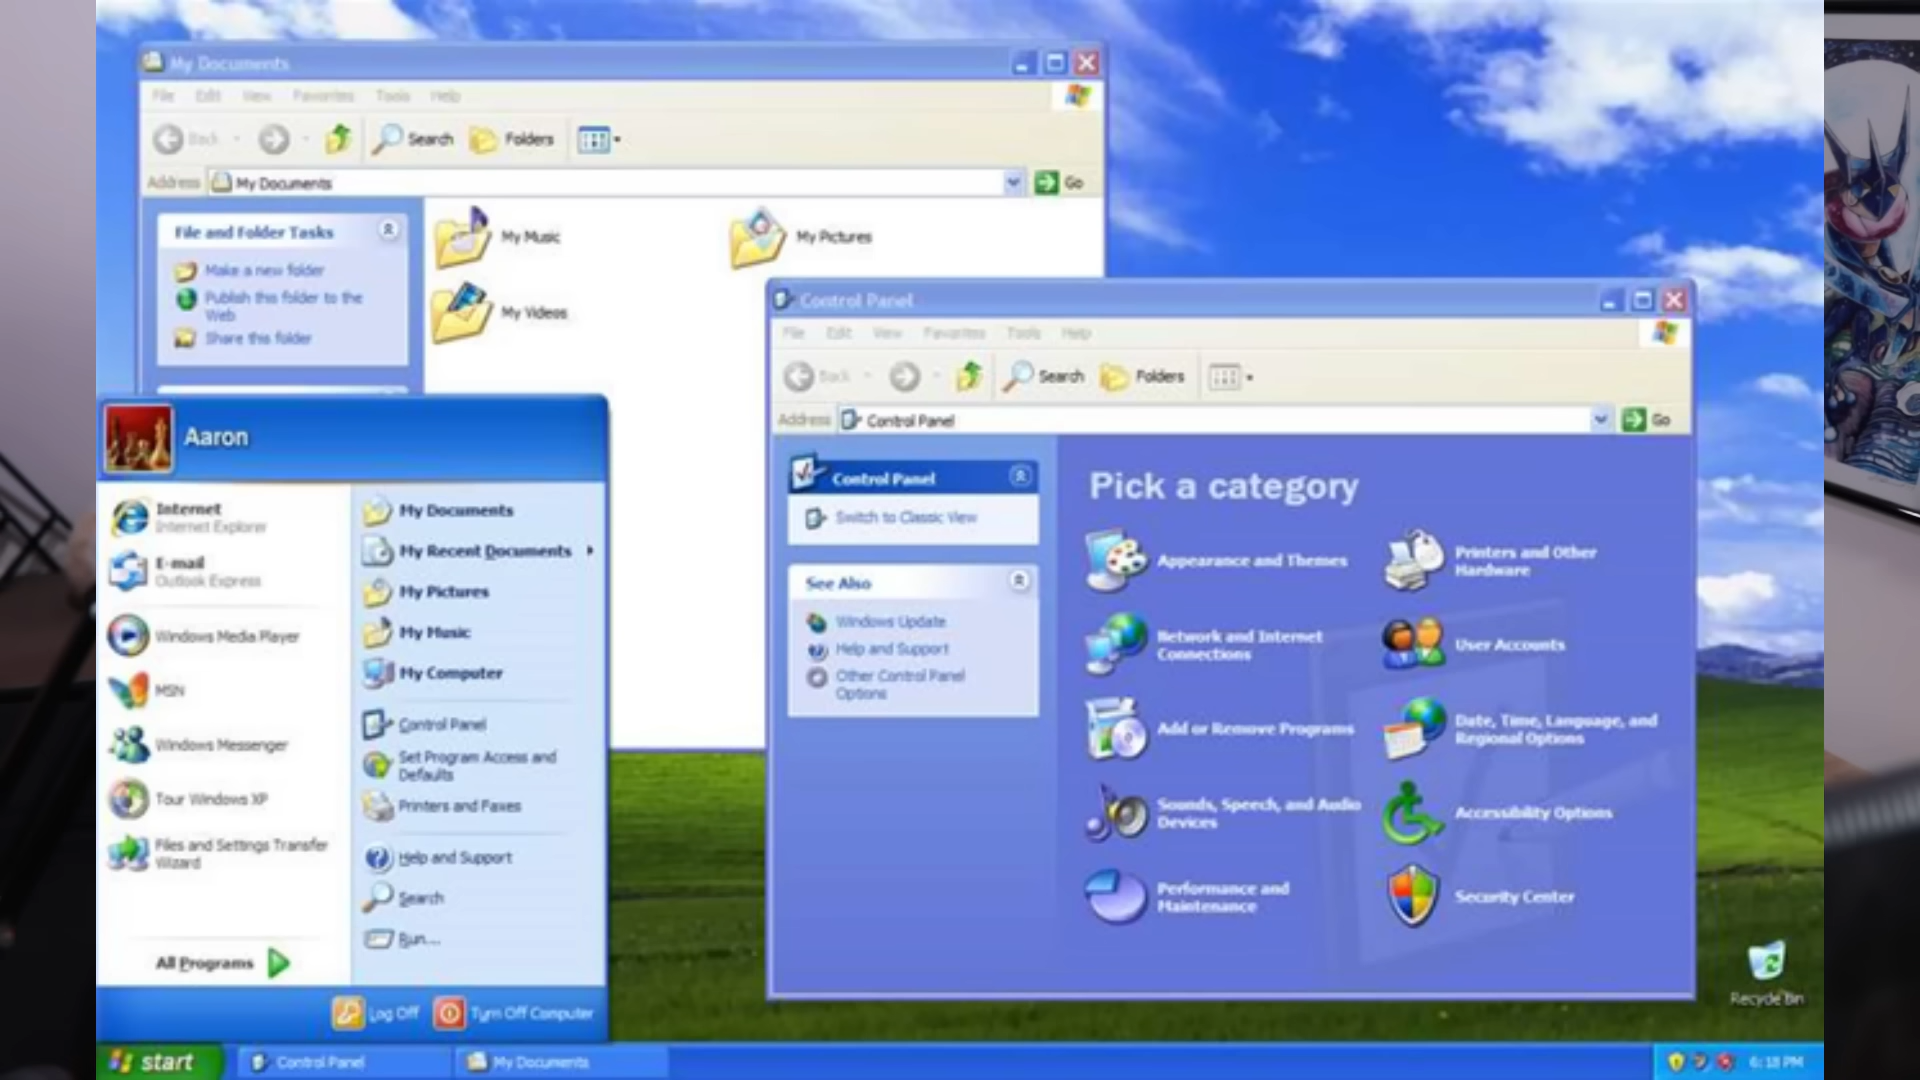 My Documents
File Edit View Favorites Tools Help
Back Search Folders
Address My Documents Go
File and Folder Tasks
Make a new folder
Publish this folder to the
Web
Share this folder
My Music
My Pictures
My Videos
Control Panel
File Edit View Favorites Tools Help
Back Search Folders
Address Control Panel Go
Control Panel
Switch to Classic View
See Also
Windows Update
Help and Support
Other Control Panel
Options
Pick a category
Appearance and Themes
Printers and Other
Hardware
Network and Internet
Connections
User Accounts
Add or Remove Programs
Date, Time, Language, and
Regional Options
Sounds, Speech, and Audio
Devices
Accessibility Options
Performance and
Maintenance
Security Center
Aaron
Internet
Internet Explorer
E-mail
Outlook Express
Windows Media Player
MSN
Windows Messenger
Tour Windows XP
Files and Settings Transfer
Wizard
All Programs
My Documents
My Recent Documents
My Pictures
My Music
My Computer
Control Panel
Set Program Access and
Defaults
Printers and Faxes
Help and Support
Search
Run...
Log Off
Turn Off Computer
Recycle Bin
start
Control Panel
My Documents
6:18 PM